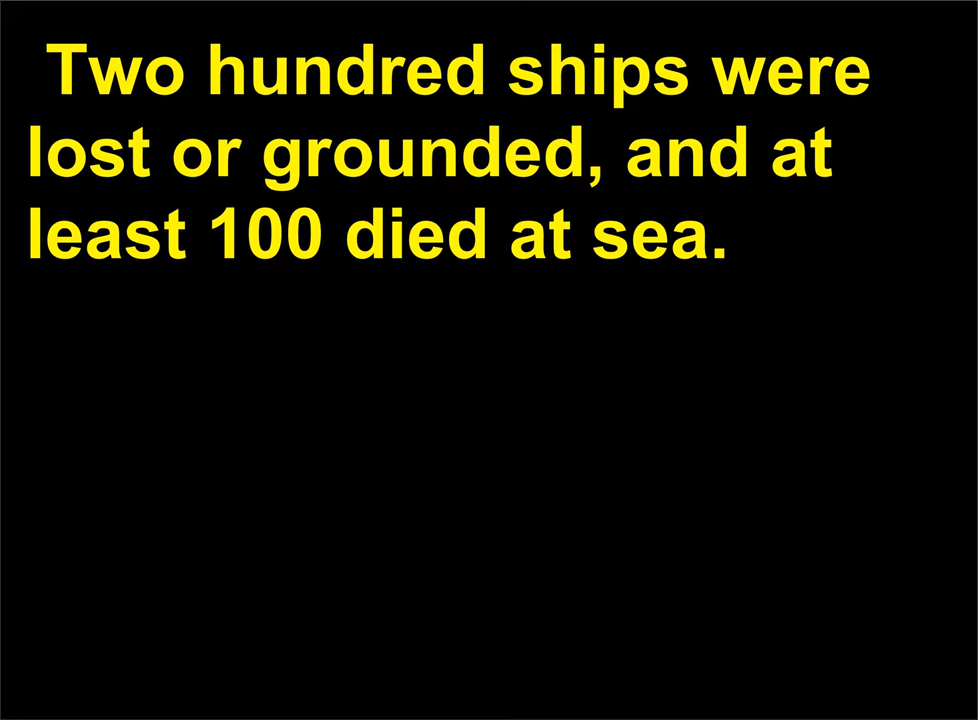 Two hundred ships were
lost or grounded, and at
least 100 died at sea.